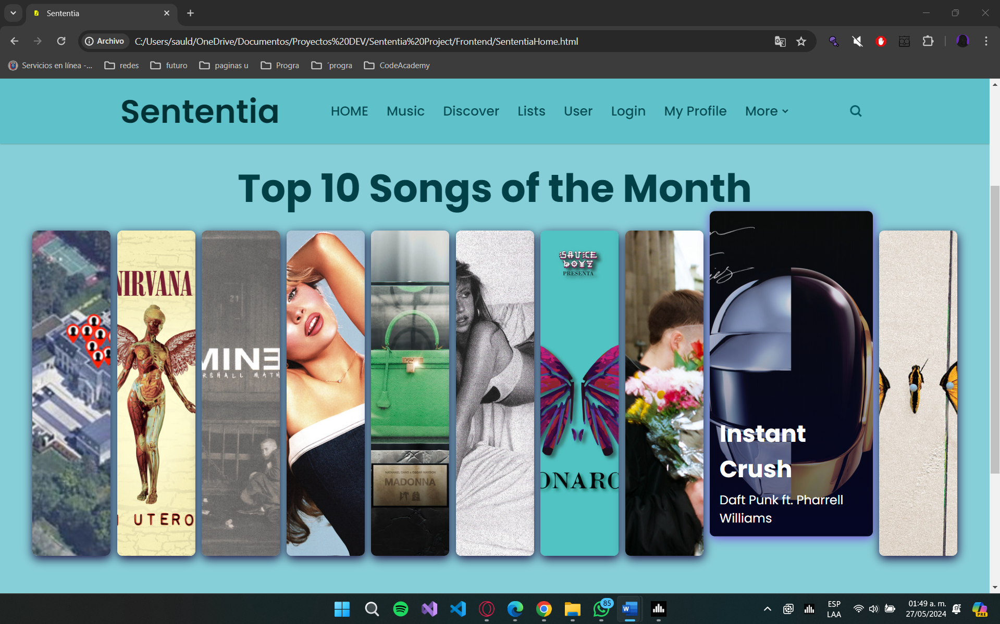 Sententia
Archivo
C:/Users/sauld/OneDrive/Documentos/Proyectos%20DEV/Sententia%20Project/Frontend/SententiaHome.html
Servicios en línea -...
redes
futuro
paginas u
Progra
´progra
CodeAcademy
Sententia
HOME
Music
Discover
Lists
User
Login
My Profile
More
Top 10 Songs of the Month
NIRVANA
UTERO
21
MINE
RSHALL MATH
NATANAEL CANO x OSCAR MAYDON
MADONNA
SAUCE
BOYZ
PRESENTA
ONARC
Instant
Crush
Daft Punk ft. Pharrell
Williams
85
ESP
LAA
01:49 a. m.
27/05/2024
PRE